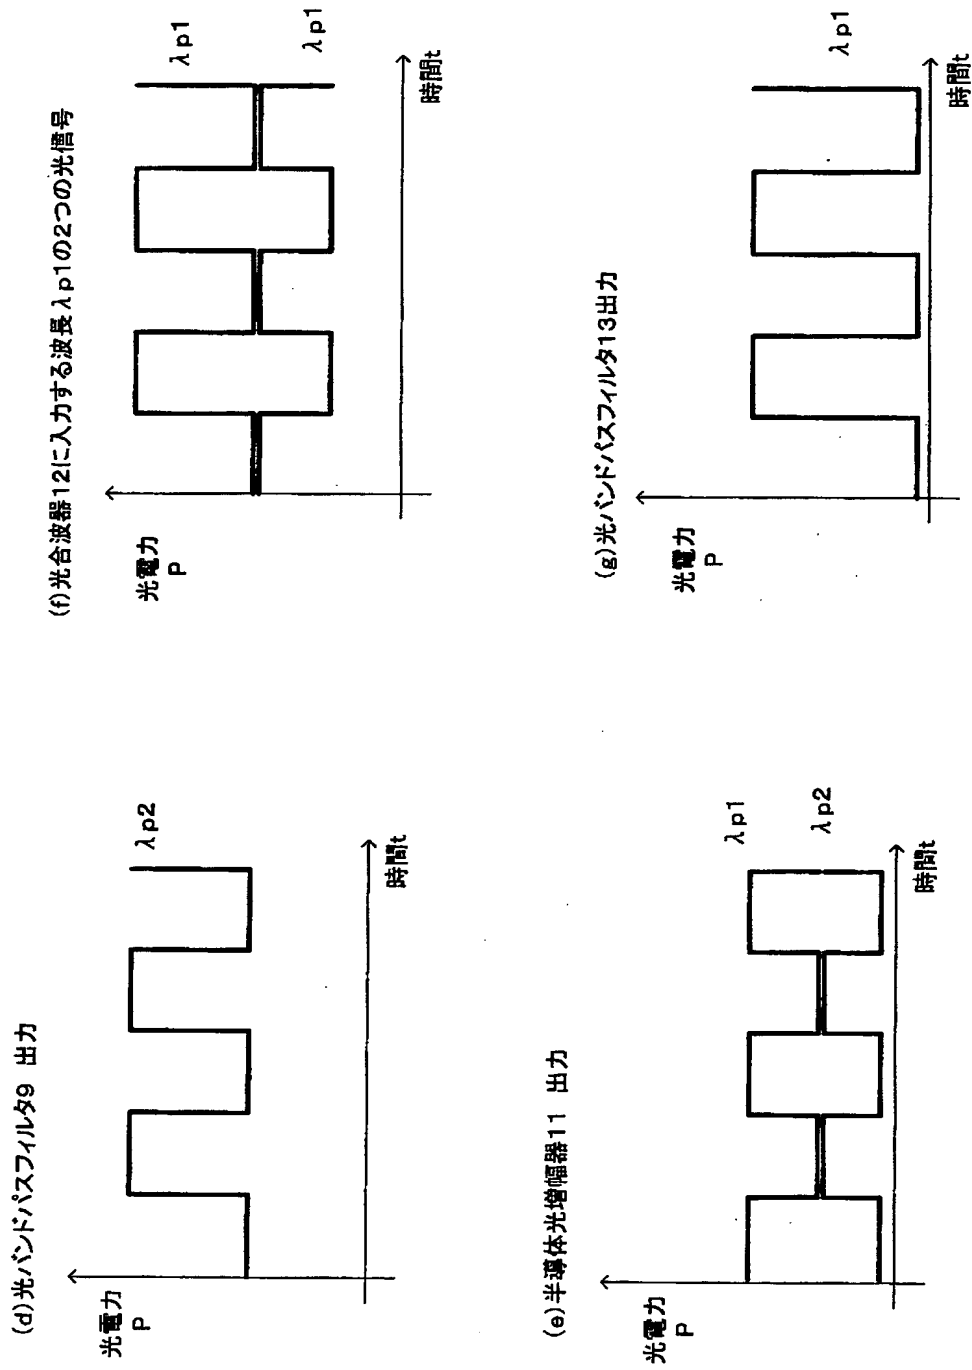 (d)光バンドパスフィルタ9 出力
光電力
P
λp2
時間t
(e)半導体光増幅器11 出力
光電力
P
λp1
λp2
時間t
(f)光合波器12に入力する波長λp1の2つの光信号
光電力
P
λp1
λp1
時間t
(g)光バンドパスフィルタ13出力
光電力
P
λp1
時間t